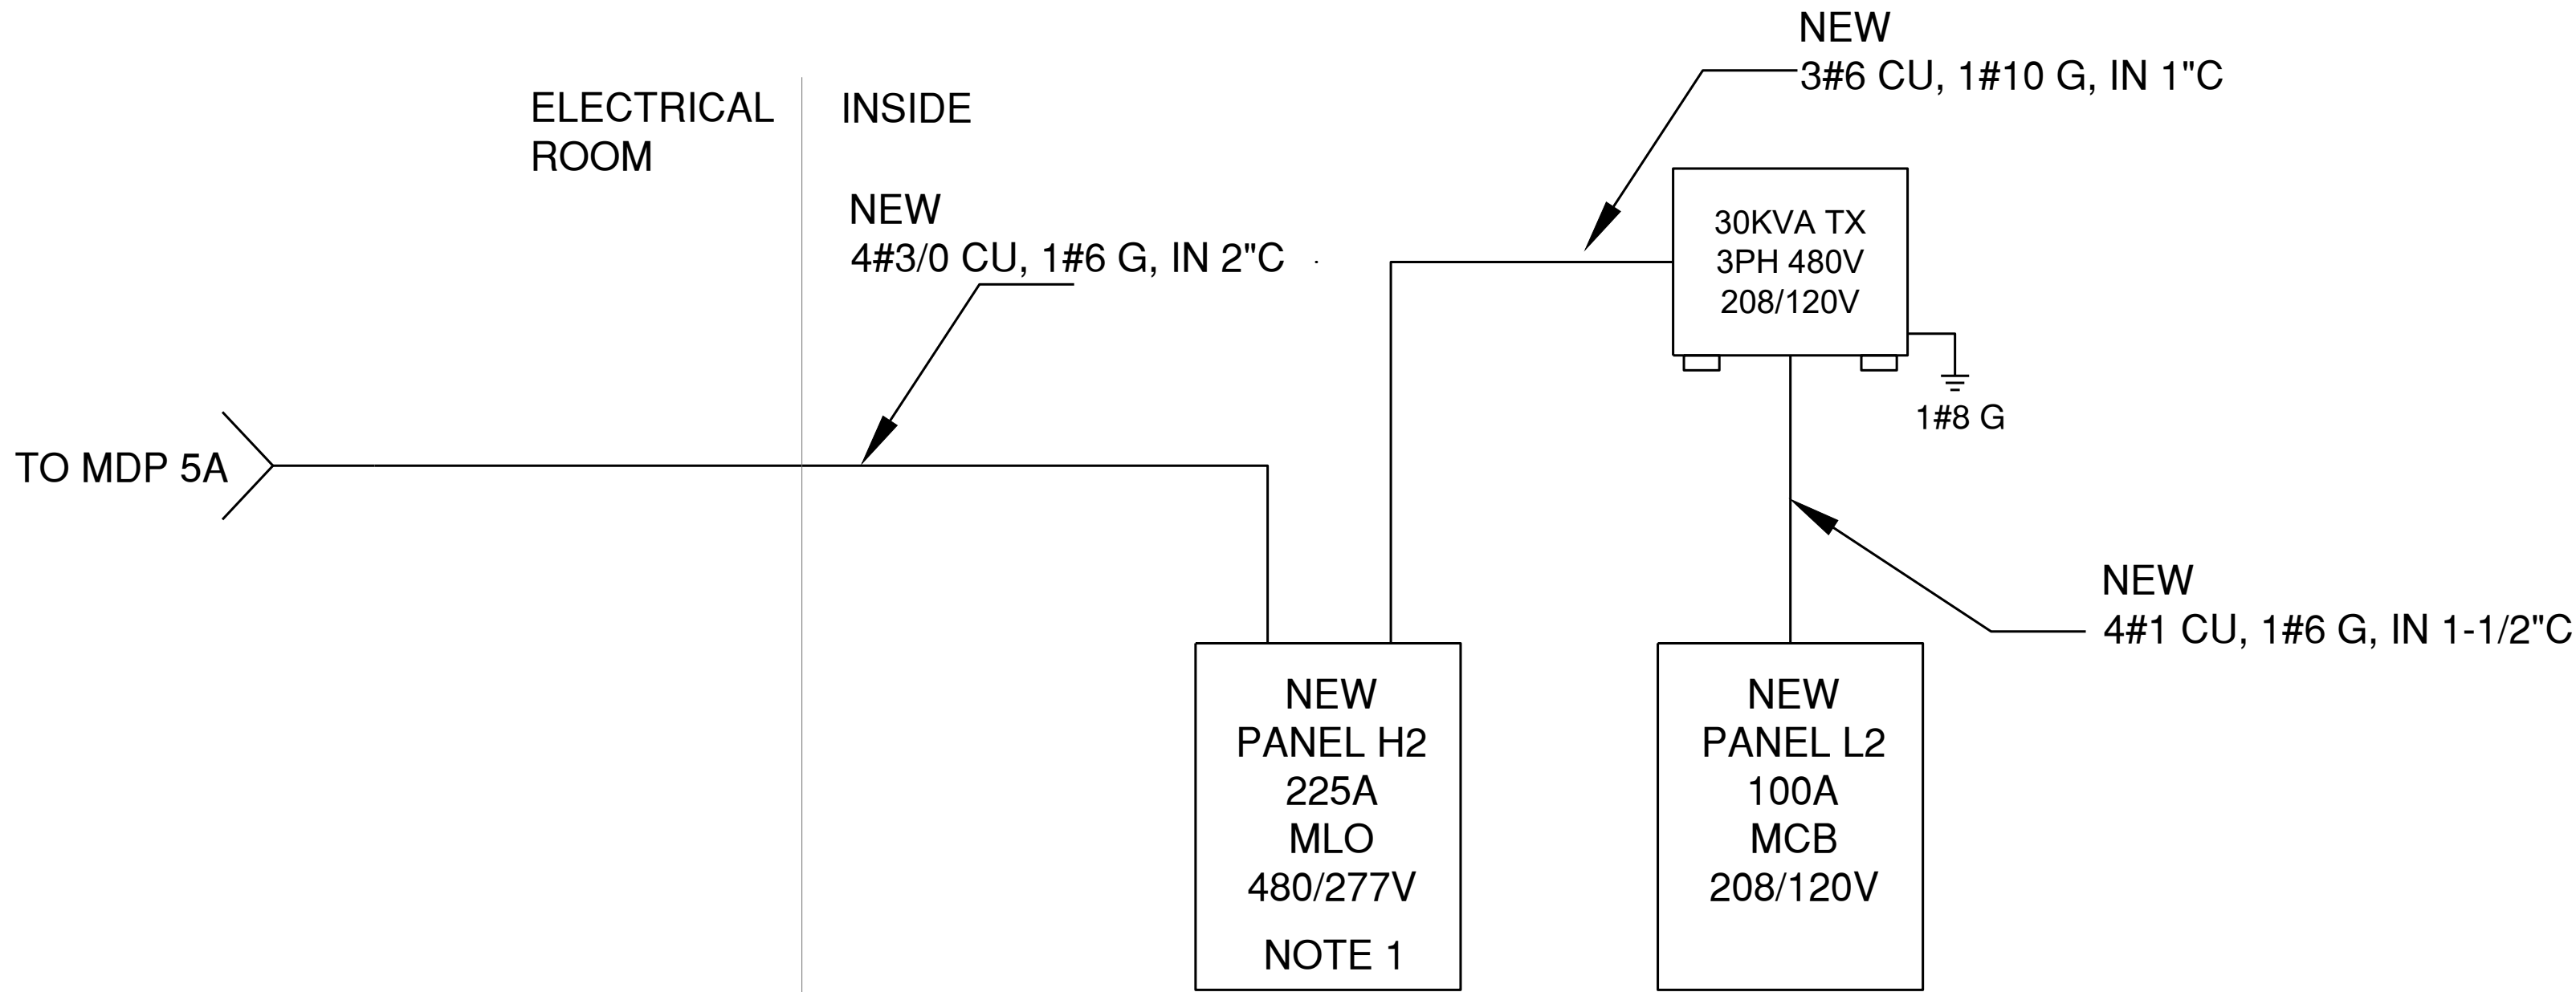 ELECTRICAL
ROOM
INSIDE
NEW
4#3/0 CU, 1#6 G, IN 2"C
NEW
3#6 CU, 1#10 G, IN 1"C
30KVA TX
3PH 480V
208/120V
1#8 G
TO MDP 5A
NEW
4#1 CU, 1#6 G, IN 1-1/2"C
NEW
PANEL H2
225A
MLO
480/277V
NOTE 1
NEW
PANEL L2
100A
MCB
208/120V